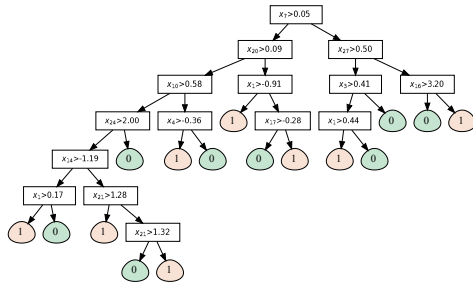 x₇>0.05
x₂₀>0.09 x₂₇>0.50
x₁₀>0.58 x₁>-0.91 x₃>0.41 x₁₆>3.20
x₂₄>2.00 x₄>-0.36 1 x₁₇>-0.28 x₁>0.44 0 0 1
x₁₄>-1.19 0 1 0 0 1 1 0
x₁>0.17 x₂₁>1.28
1 0 1 x₂₁>1.32
0 1